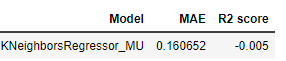 Model MAE R2 score
KNeighborsRegressor_MU 0.160652 -0.005